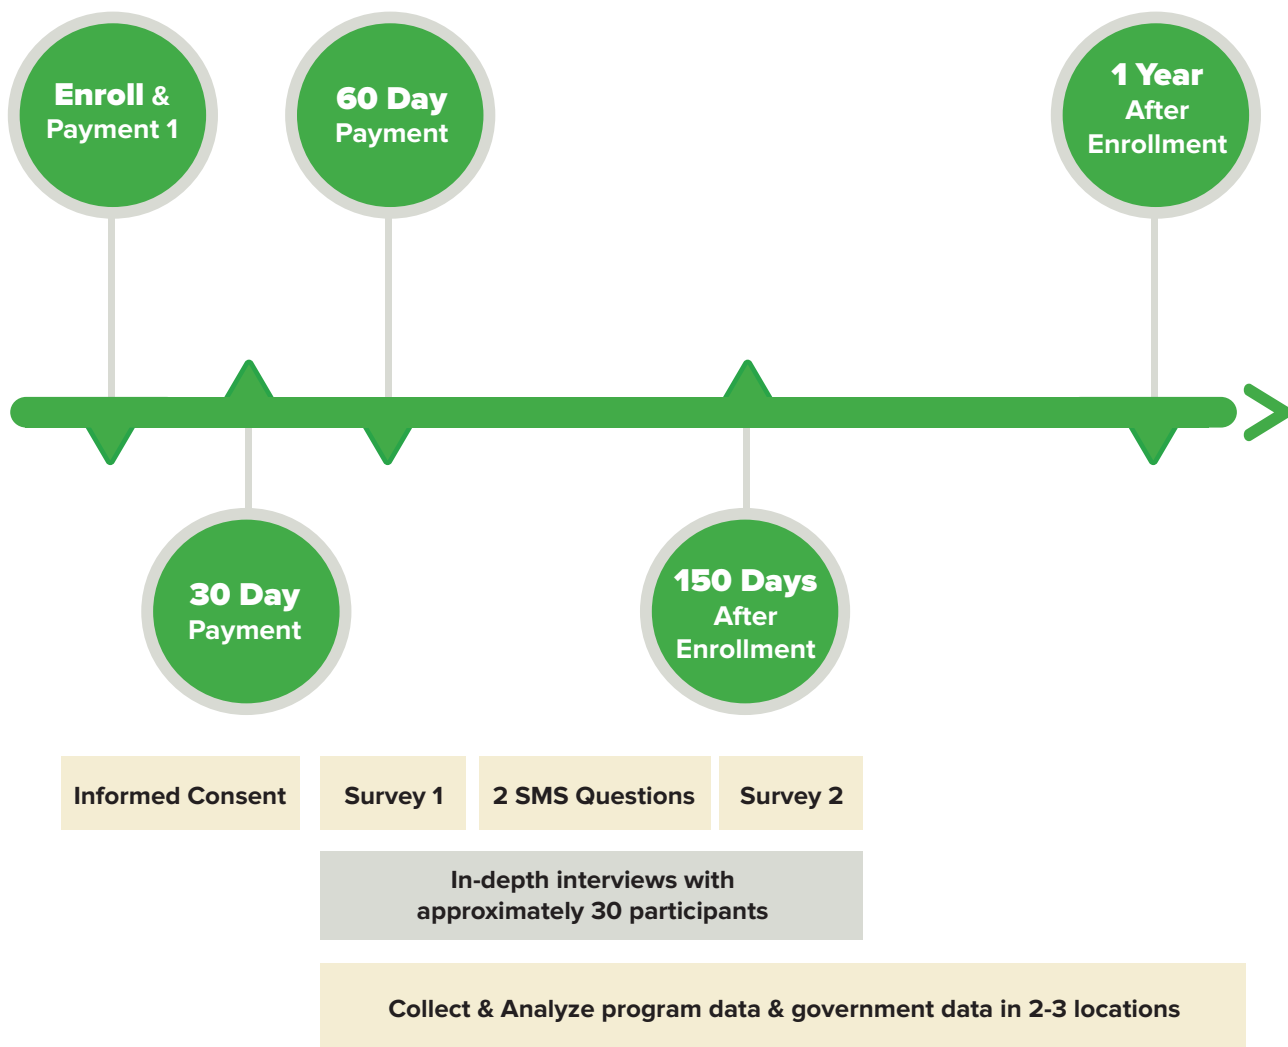 Enroll &
Payment 1
60 Day
Payment
1 Year
After
Enrollment
30 Day
Payment
150 Days
After
Enrollment
Informed Consent
Survey 1
2 SMS Questions
Survey 2
In-depth interviews with
approximately 30 participants
Collect & Analyze program data & government data in 2-3 locations